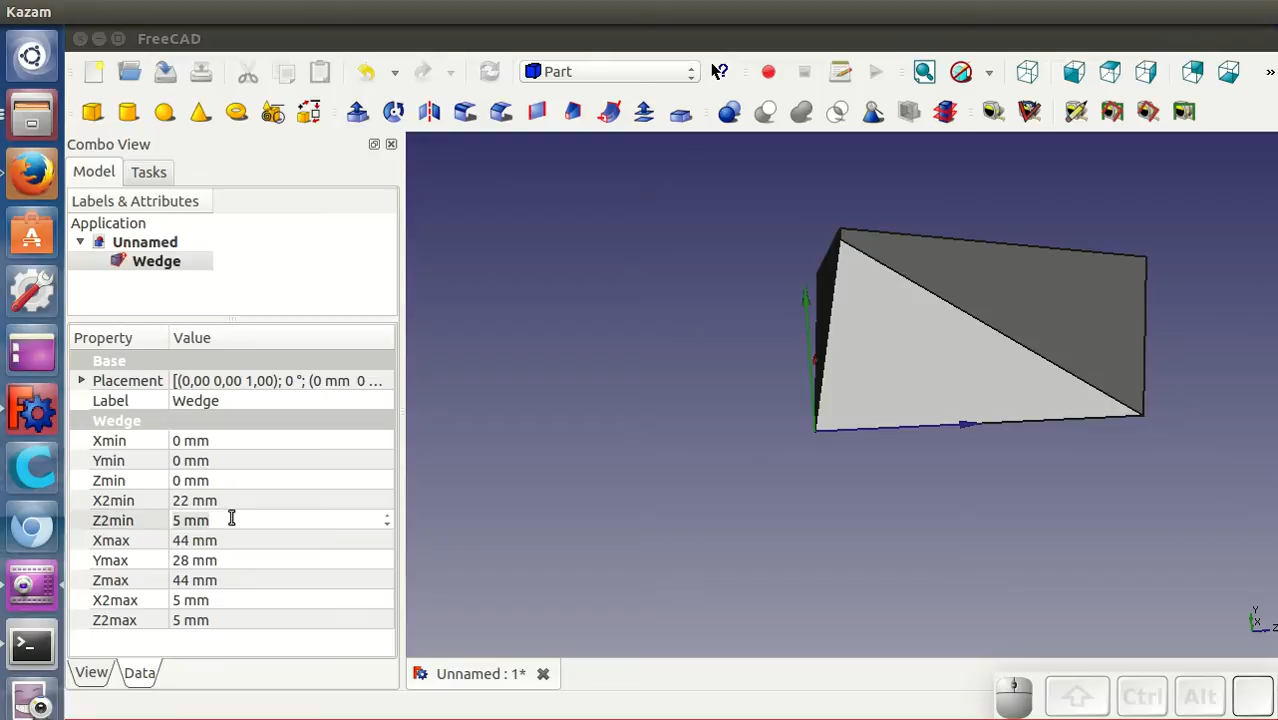 Kazam
FreeCAD
Part
»
Combo View
Model Tasks
Labels & Attributes
Application
Unnamed
Wedge
Property Value
Base
Placement [(0,00 0,00 1,00); 0 °; (0 mm 0 ...
Label Wedge
Wedge
Xmin 0 mm
Ymin 0 mm
Zmin 0 mm
X2min 22 mm
Z2min 5 mm
Xmax 44 mm
Ymax 28 mm
Zmax 44 mm
X2max 5 mm
Z2max 5 mm
View Data
Unnamed : 1*
Y
X
Z
Ctrl Alt